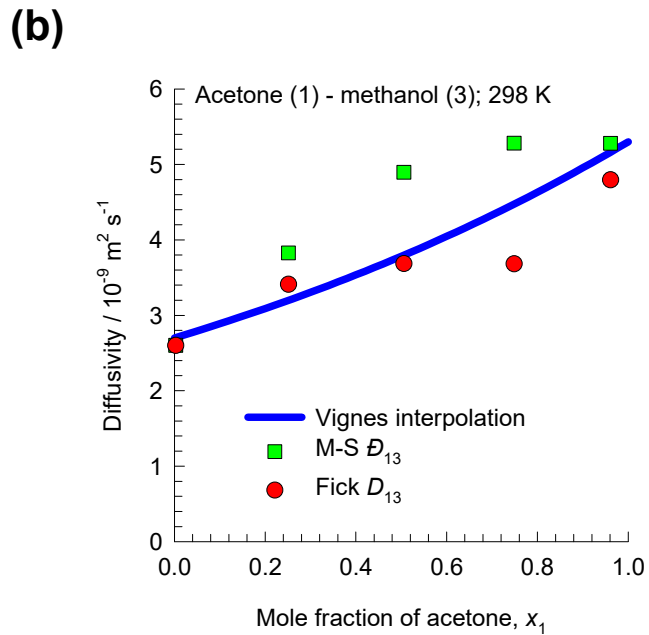 (b)
Acetone (1) - methanol (3); 298 K
6
5
4
3
2
1
0
Diffusivity / 10⁻⁹ m² s⁻¹
Vignes interpolation
M-S Đ₁₃
Fick D₁₃
0.0 0.2 0.4 0.6 0.8 1.0
Mole fraction of acetone, x₁